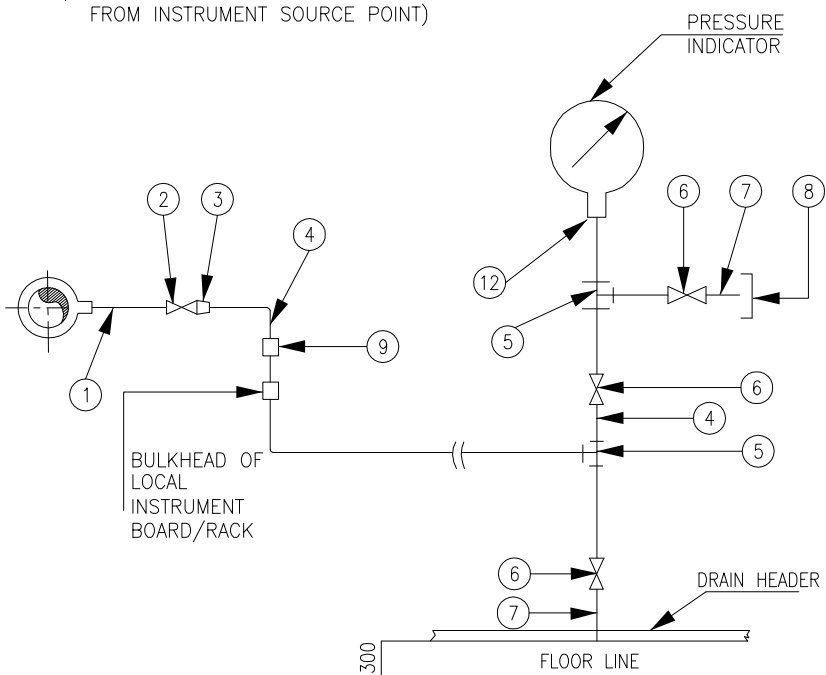 FROM INSTRUMENT SOURCE POINT)
PRESSURE
INDICATOR
2
3
4
6
7
8
12
5
9
1
6
4
5
BULKHEAD OF
LOCAL
INSTRUMENT
BOARD/RACK
6
7
DRAIN HEADER
300
FLOOR LINE